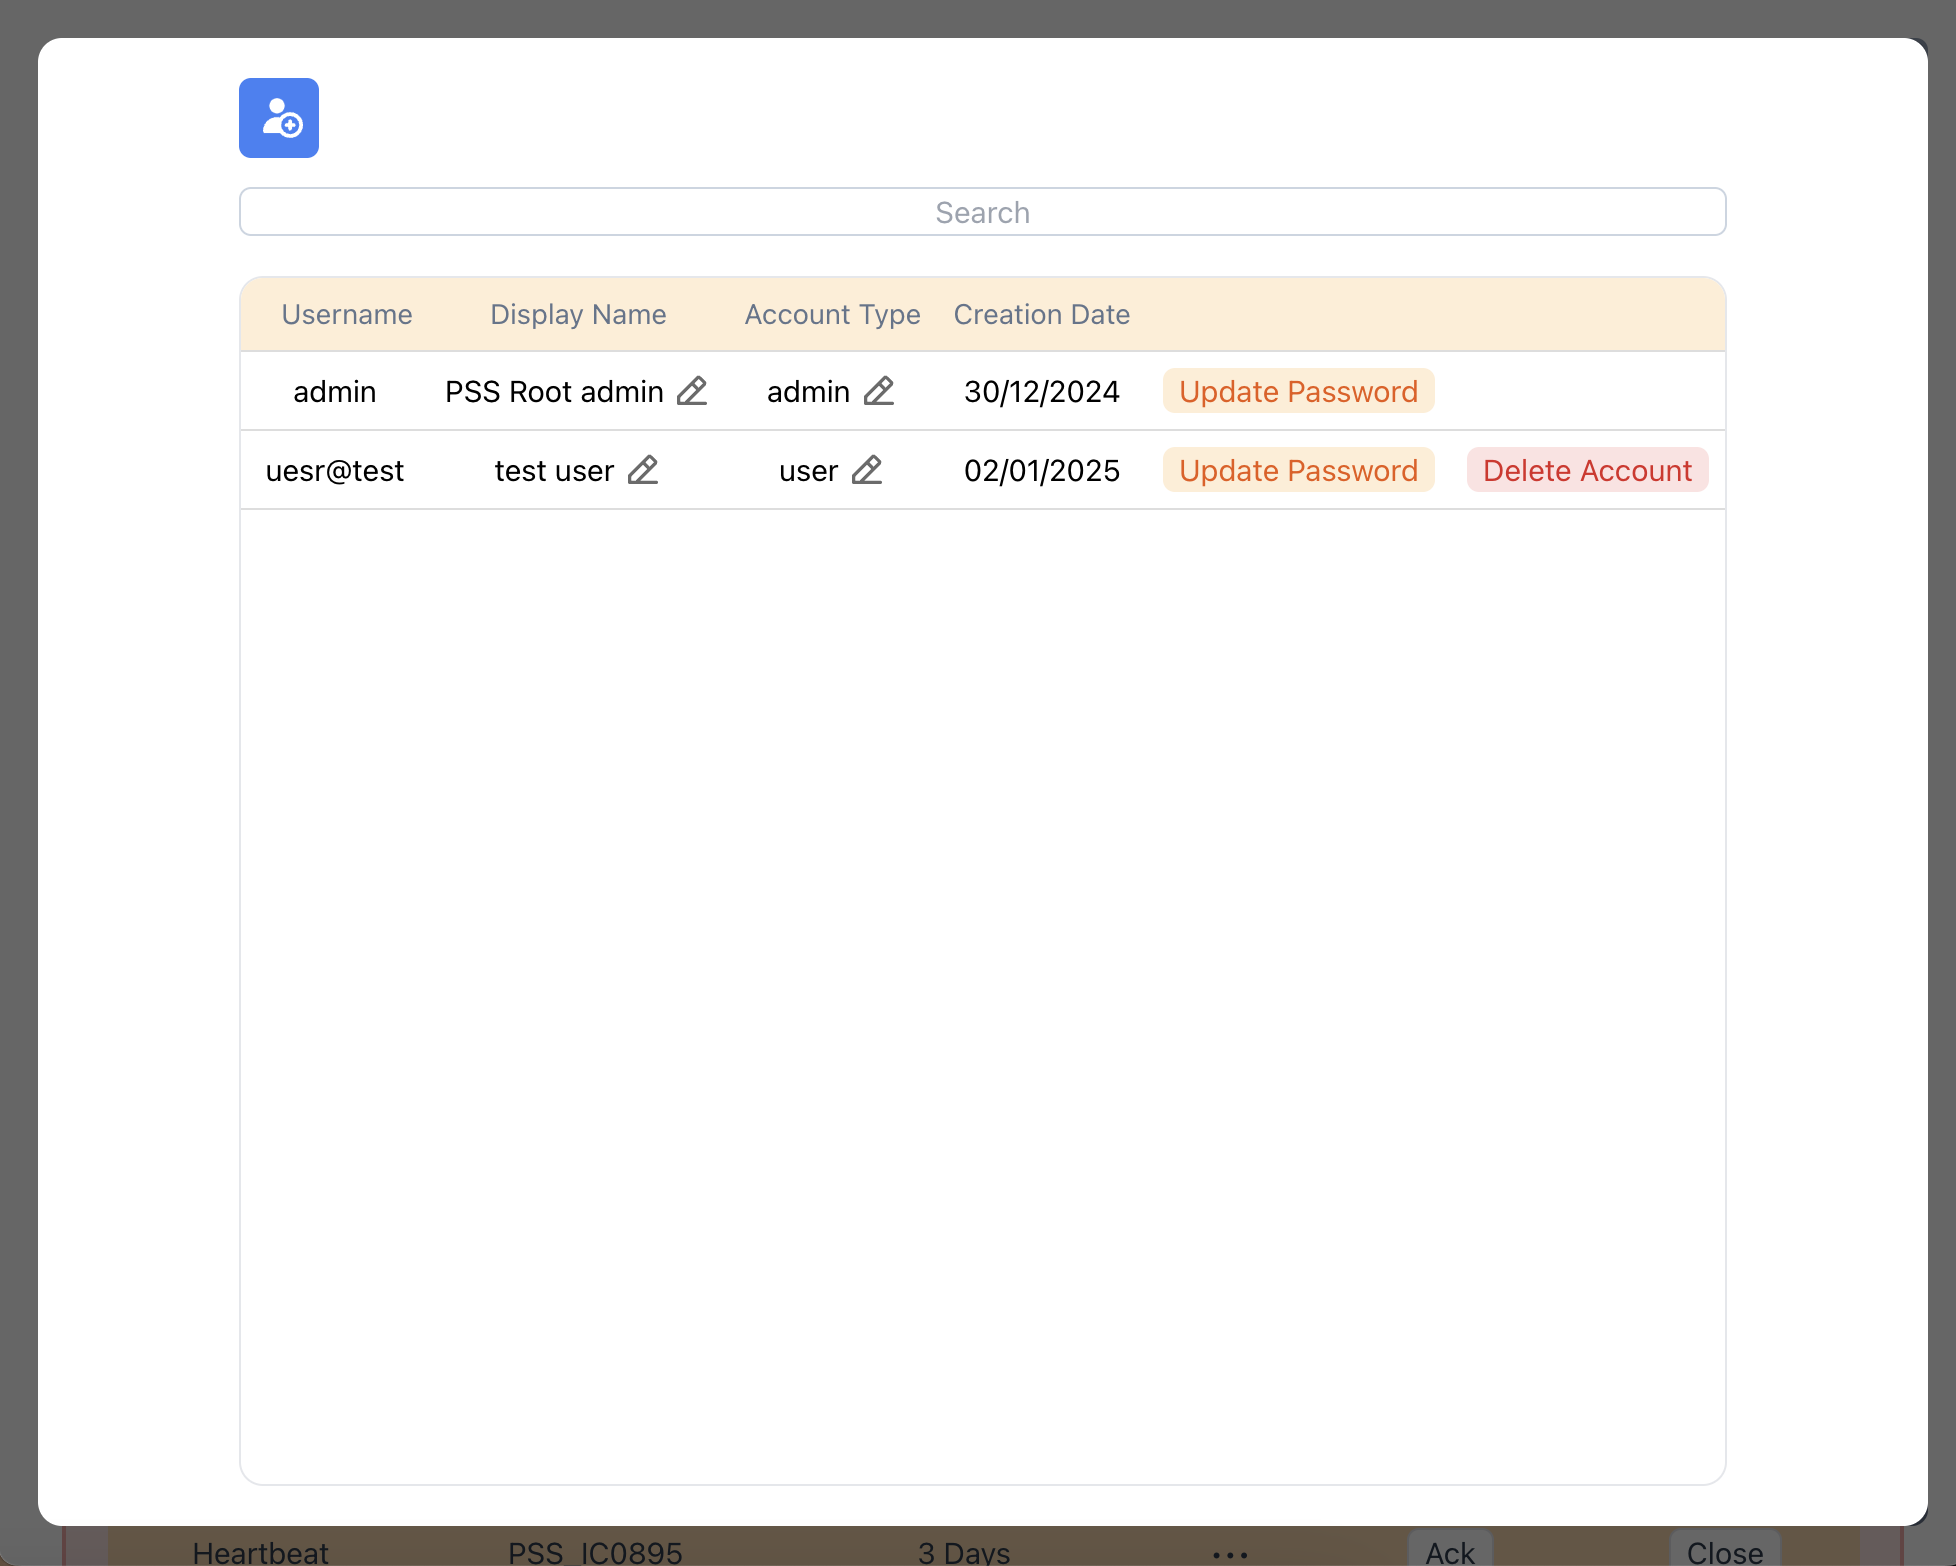 Search
Username Display Name Account Type Creation Date
admin PSS Root admin admin 30/12/2024 Update Password
uesr@test test user user 02/01/2025 Update Password Delete Account
Heartbeat PSS_IC0895 3 Days ... Ack Close